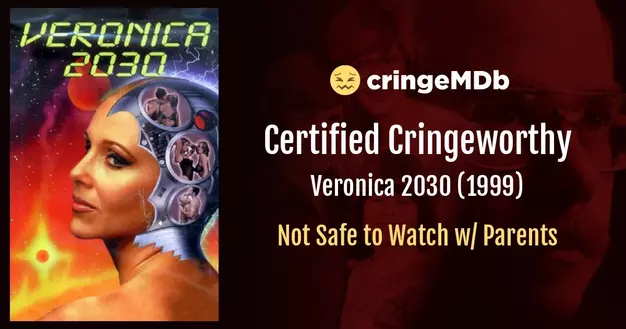 VERONICA
2030
cringeMDb
Certified Cringeworthy
Veronica 2030 (1999)
Not Safe to Watch w/ Parents